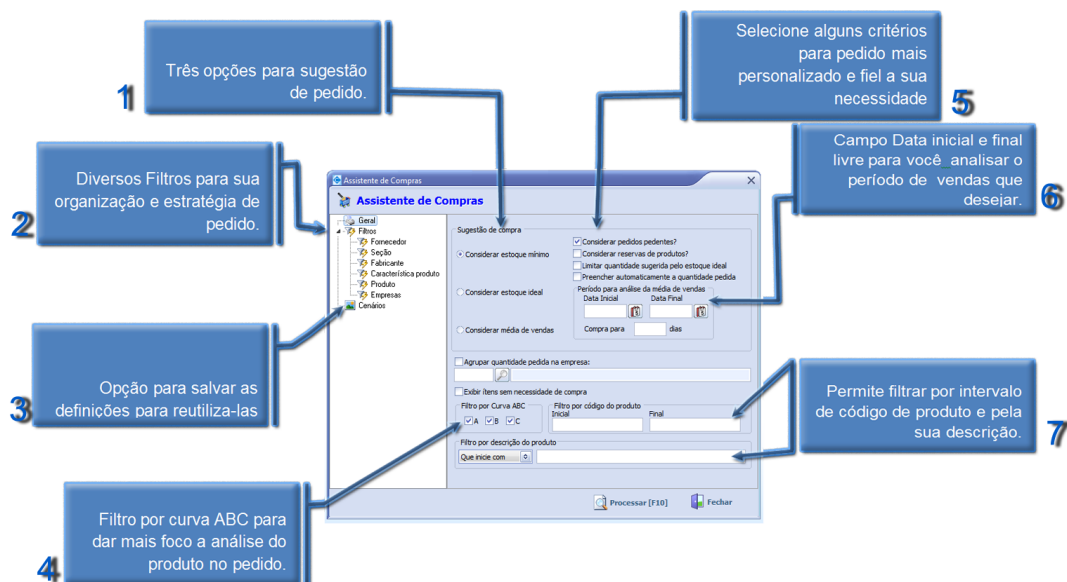 1
Três opções para sugestão
de pedido.
2
Diversos Filtros para sua
organização e estratégia de
pedido.
3
Opção para salvar as
definições para reutiliza-las
4
Filtro por curva ABC para
dar mais foco a análise do
produto no pedido.
5
Selecione alguns critérios
para pedido mais
personalizado e fiel a sua
necessidade
6
Campo Data inicial e final
livre para você analisar o
período de vendas que
desejar.
7
Permite filtrar por intervalo
de código de produto e pela
sua descrição.
Assistente de Compras
Assistente de Compras
Geral
Filtros
Fornecedor
Seção
Fabricante
Característica produto
Produto
Empresas
Cenários
Sugestão de compra
Considerar estoque mínimo
Considerar estoque ideal
Considerar média de vendas
Considerar pedidos pedentes?
Considerar reservas de produtos?
Limitar quantidade sugerida pelo estoque ideal
Preencher automaticamente a quantidade pedida
Período para análise da média de vendas
Data Inicial Data Final
Compra para dias
Agrupar quantidade pedida na empresa:
Exibir ítens sem necessidade de compra
Filtro por Curva ABC
A B C
Filtro por código do produto
Inicial Final
Filtro por descrição do produto
Que inicie com
Processar [F10] Fechar